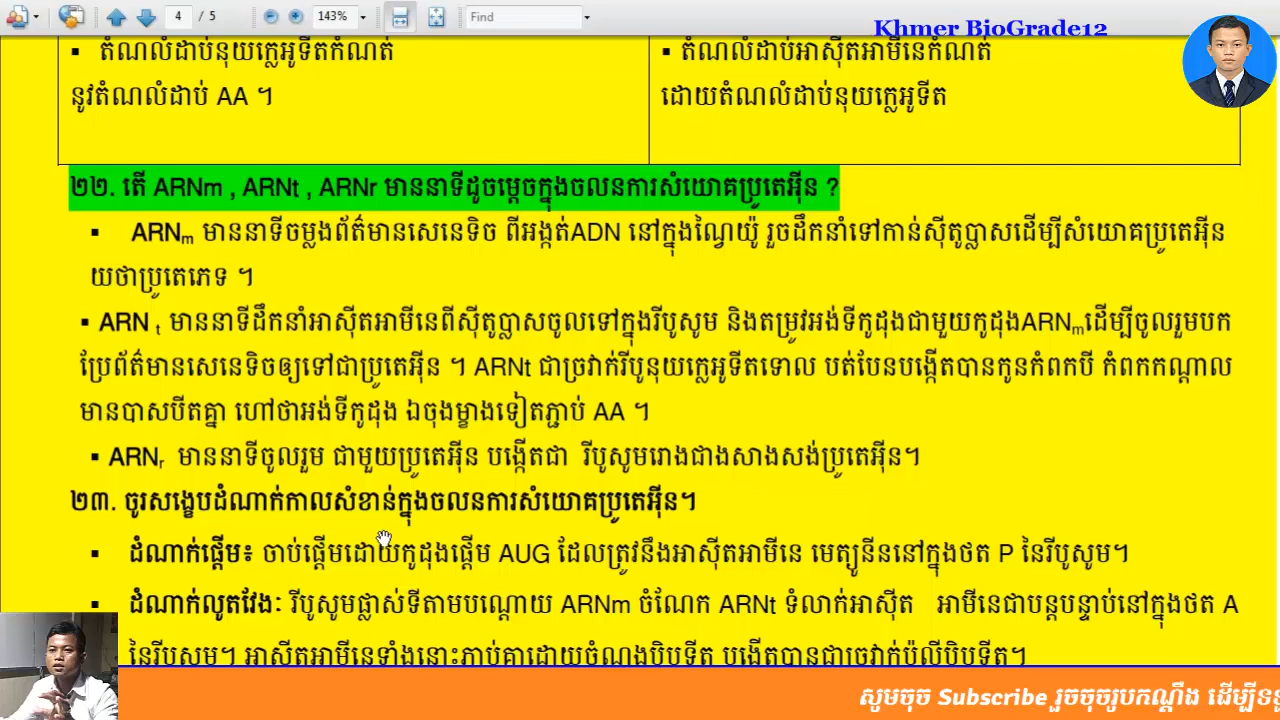 4 / 5
143%
Find
Khmer BioGrade12
▪ តំណលំដាប់នុយក្លេអូទីតកំណត់
នូវតំណលំដាប់ AA ។
▪ តំណលំដាប់អាស៊ីតអាមីនេកំណត់
ដោយតំណលំដាប់នុយក្លេអូទីត
២២. តើ ARNm , ARNt , ARNr មាននាទីដូចម្តេចក្នុងចលនការសំយោគប្រូតេអ៊ីន ?
▪ ARNm មាននាទីចម្លងព័ត៌មានសេនេទិច ពីអង្កត់ADN នៅក្នុងណ្វៃយ៉ូ រួចដឹកនាំទៅកាន់ស៊ីតូប្លាសដើម្បីសំយោគប្រូតេអ៊ីន
យថាប្រូតេភេទ ។
▪ ARN t មាននាទីដឹកនាំអាស៊ីតអាមីនេពីស៊ីតូប្លាសចូលទៅក្នុងរីបូសូម និងតម្រូវអង់ទីកូដុងជាមួយកូដុងARNmដើម្បីចូលរួមបក
ប្រែព័ត៌មានសេនេទិចឲ្យទៅជាប្រូតេអ៊ីន ។ ARNt ជាច្រវាក់រីបូនុយក្លេអូទីតទោល បត់បែនបង្កើតបានកូនកំពកបី កំពកកណ្តាល
មានបាសបីតគ្នា ហៅថាអង់ទីកូដុង ឯចុងម្ខាងទៀតភ្ជាប់ AA ។
▪ ARNr មាននាទីចូលរួម ជាមួយប្រូតេអ៊ីន បង្កើតជា រីបូសូមរោងជាងសាងសង់ប្រូតេអ៊ីន។
២៣. ចូរសង្ខេបដំណាក់កាលសំខាន់ក្នុងចលនការសំយោគប្រូតេអ៊ីន។
▪ ដំណាក់ផ្តើម៖ ចាប់ផ្តើមដោយកូដុងផ្តើម AUG ដែលត្រូវនឹងអាស៊ីតអាមីនេ មេត្យូនីននៅក្នុងថត P នៃរីបូសូម។
▪ ដំណាក់លូតវែង: រីបូសូមផ្លាស់ទីតាមបណ្តោយ ARNm ចំណែក ARNt ទំលាក់អាស៊ីត អាមីនេជាបន្តបន្ទាប់នៅក្នុងថត A
នៃរីបូសូម។ អាស៊ីតអាមីនេទាំងនោះភ្ជាប់គ្នាដោយចំណងប៉ិបទីត បង្កើតបានជាច្រវាក់ប៉ូលីប៉ិបទីត។
សូមចុច Subscribe រួចចុចរូបកណ្តឹង ដើម្បីទទួ